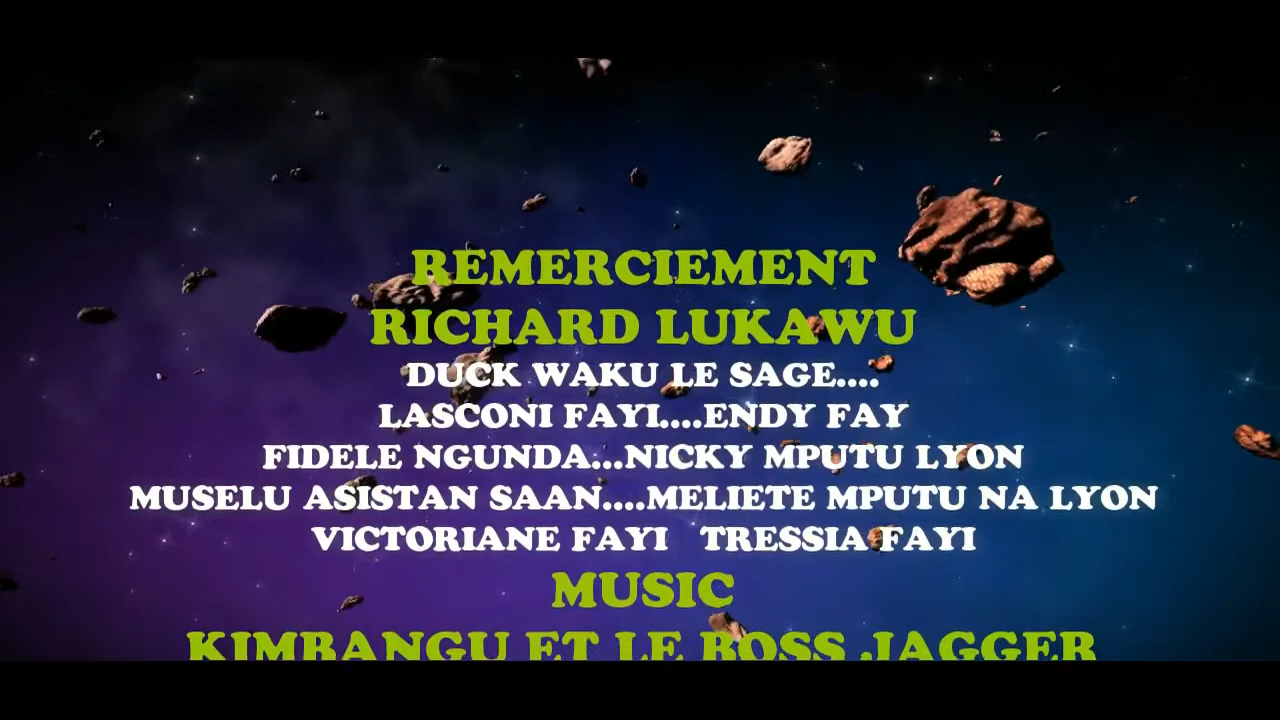 REMERCIEMENT
RICHARD LUKAWU
DUCK WAKU LE SAGE....
LASCONI FAYI....ENDY FAY
FIDELE NGUNDA...NICKY MPUTU LYON
MUSELU ASISTAN SAAN....MELIETE MPUTU NA LYON
VICTORIANE FAYI TRESSIA FAYI
MUSIC
KIMBANGU ET LE BOSS JAGGER